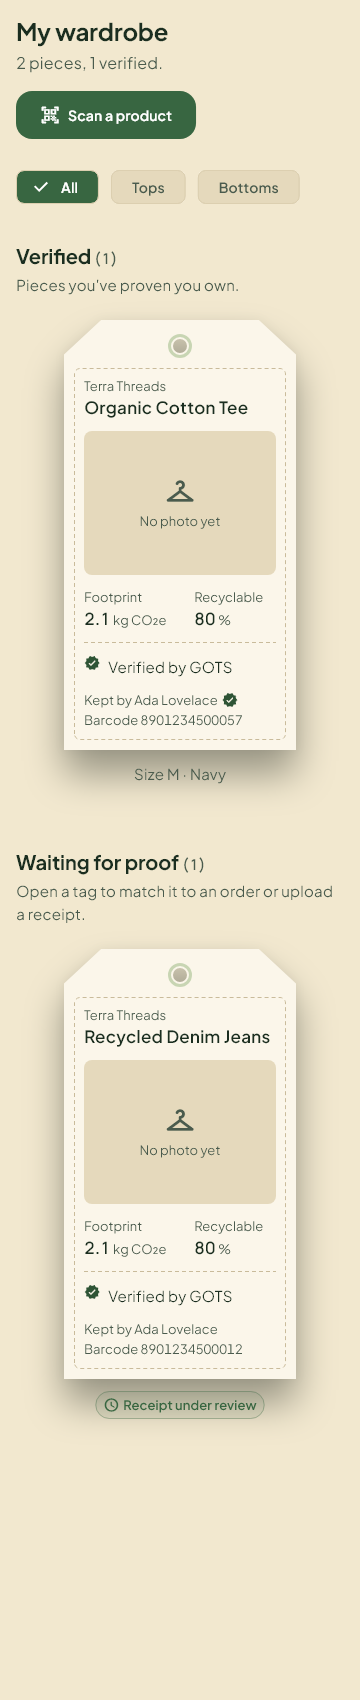 My wardrobe
2 pieces, 1 verified.
Scan a product
All
Tops
Bottoms
Verified (1)
Pieces you've proven you own.
Terra Threads
Organic Cotton Tee
No photo yet
Footprint
Recyclable
2.1 kg CO₂e
80 %
Verified by GOTS
Kept by Ada Lovelace
Barcode 8901234500057
Size M · Navy
Waiting for proof (1)
Open a tag to match it to an order or upload
a receipt.
Terra Threads
Recycled Denim Jeans
No photo yet
Footprint
Recyclable
2.1 kg CO₂e
80 %
Verified by GOTS
Kept by Ada Lovelace
Barcode 8901234500012
Receipt under review